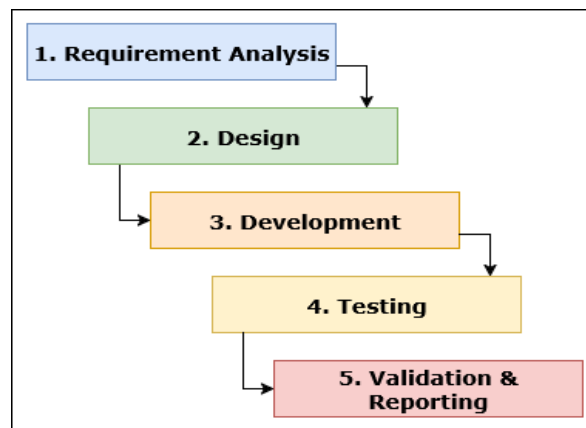 1. Requirement Analysis
2. Design
3. Development
4. Testing
5. Validation &
Reporting